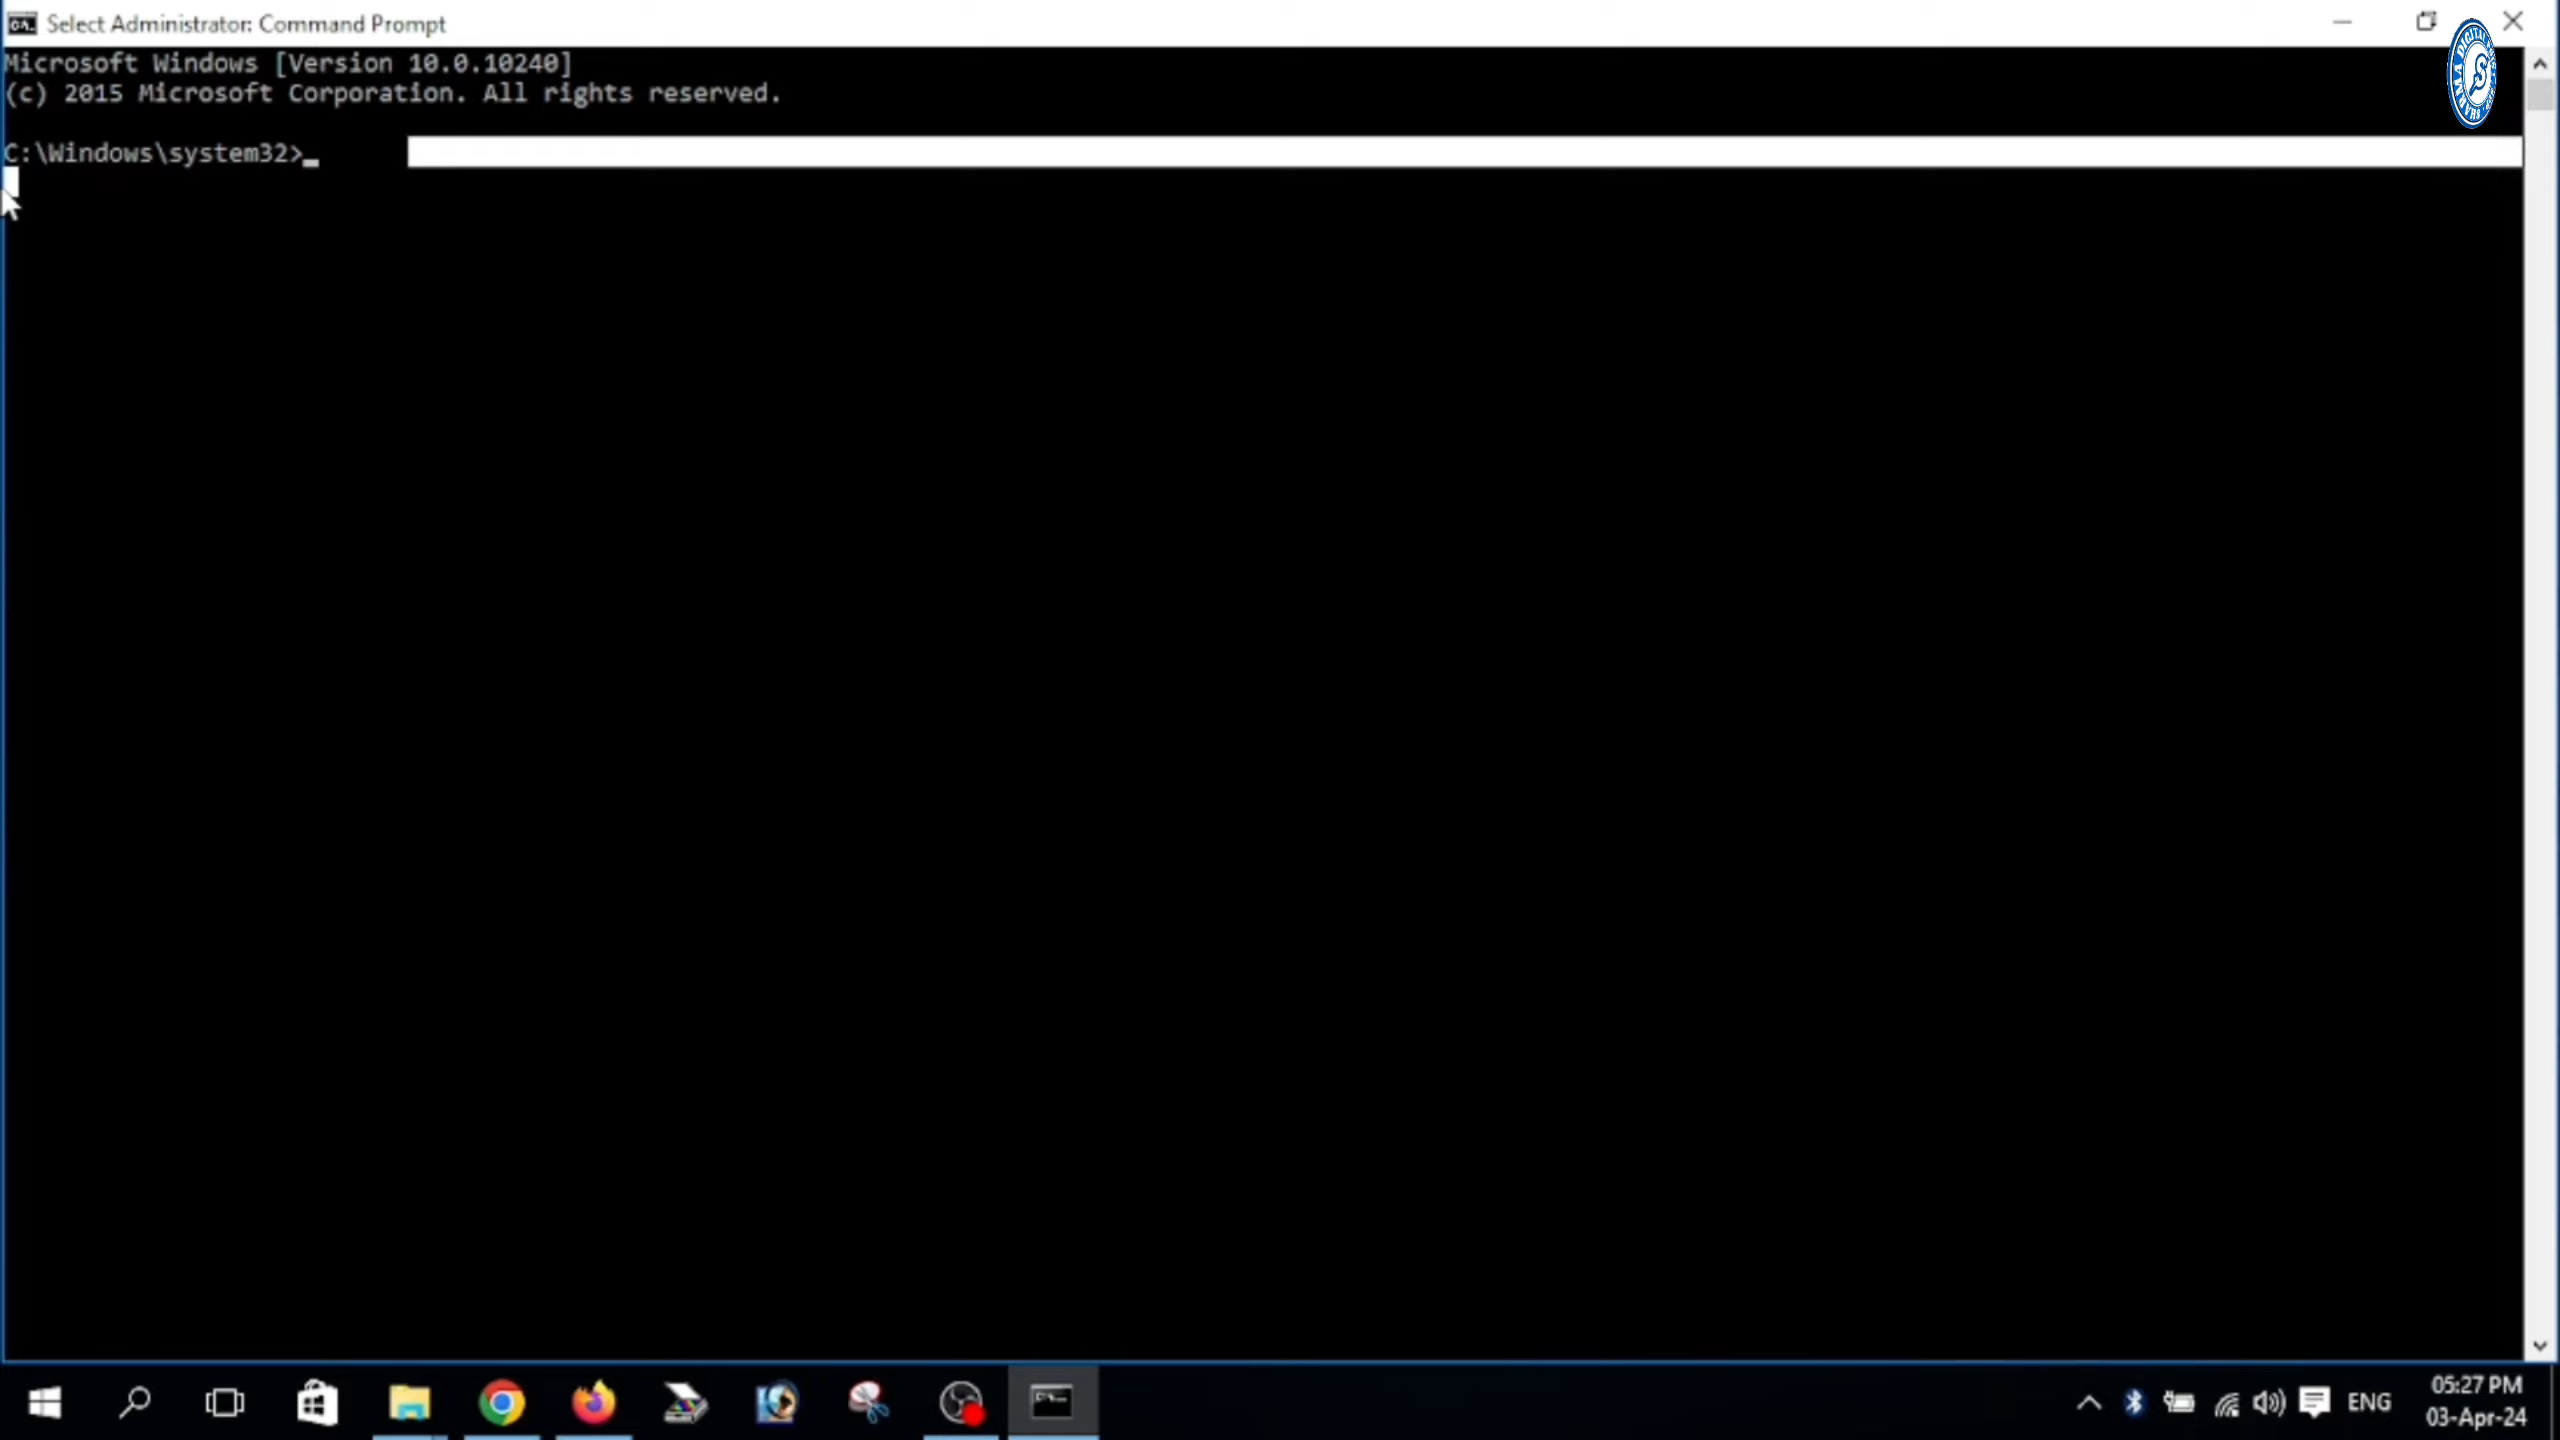 Select Administrator: Command Prompt
Microsoft Windows [Version 10.0.10240]
(c) 2015 Microsoft Corporation. All rights reserved.
C:\Windows\system32>
ENG
05:27 PM
03-Apr-24